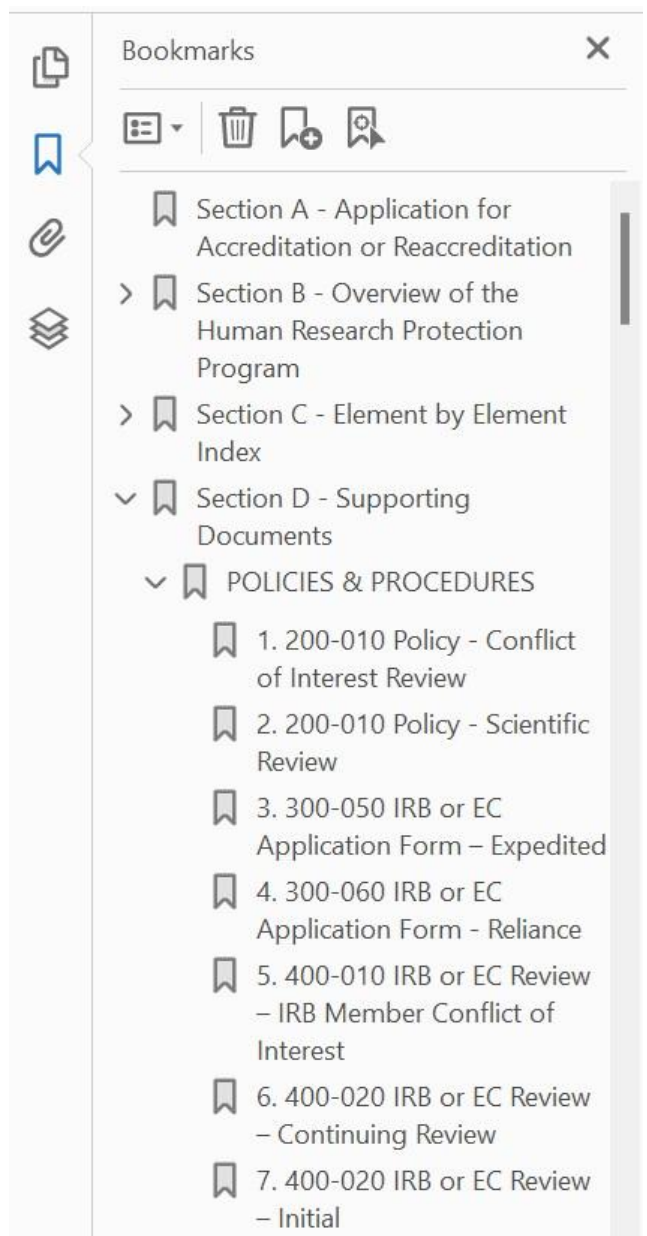 Bookmarks
Section A - Application for
Accreditation or Reaccreditation
Section B - Overview of the
Human Research Protection
Program
Section C - Element by Element
Index
Section D - Supporting
Documents
POLICIES & PROCEDURES
1. 200-010 Policy - Conflict
of Interest Review
2. 200-010 Policy - Scientific
Review
3. 300-050 IRB or EC
Application Form – Expedited
4. 300-060 IRB or EC
Application Form - Reliance
5. 400-010 IRB or EC Review
– IRB Member Conflict of
Interest
6. 400-020 IRB or EC Review
– Continuing Review
7. 400-020 IRB or EC Review
– Initial